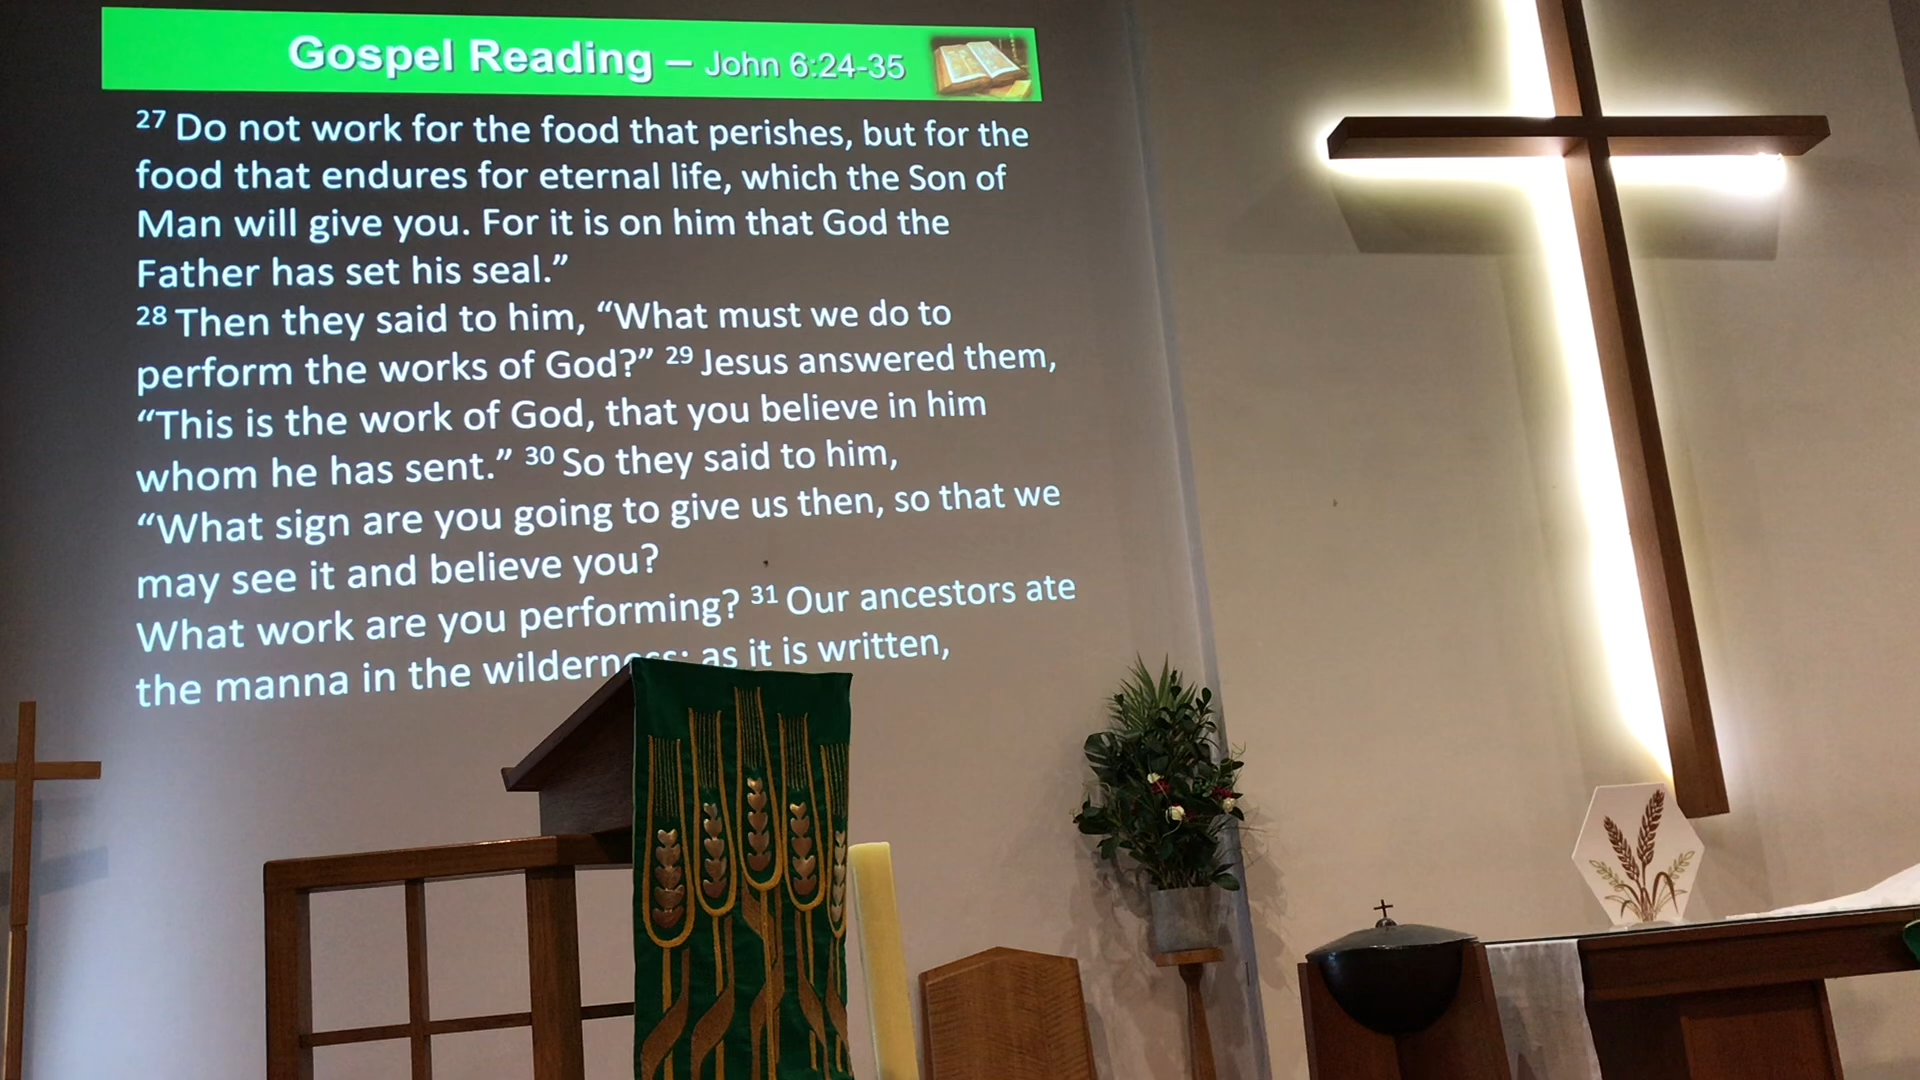 Gospel Reading – John 6:24-35
27 Do not work for the food that perishes, but for the
food that endures for eternal life, which the Son of
Man will give you. For it is on him that God the
Father has set his seal.”
28 Then they said to him, “What must we do to
perform the works of God?” 29 Jesus answered them,
“This is the work of God, that you believe in him
whom he has sent.” 30 So they said to him,
“What sign are you going to give us then, so that we
may see it and believe you?
What work are you performing? 31 Our ancestors ate
the manna in the wilderness; as it is written,